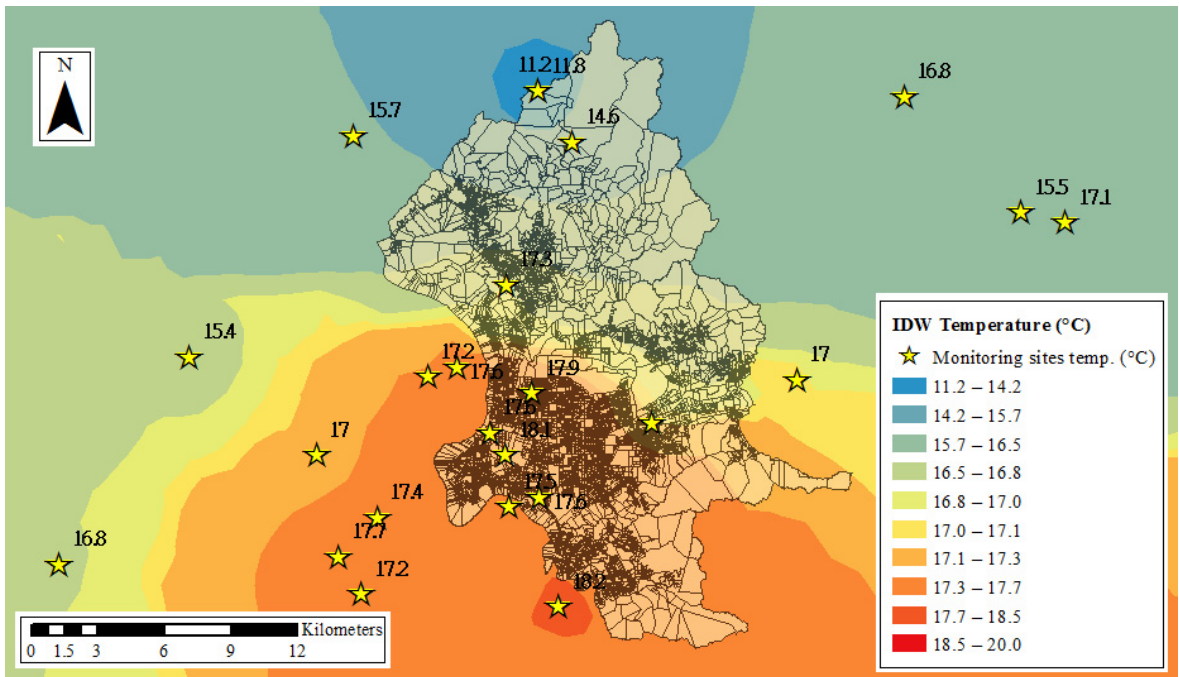 N
11.2
11.8
16.8
15.7
14.6
15.5
17.1
17.3
15.4
17.2
17.6
17.9
17
17.6
18.1
17
17.4
17.5
17.6
17.7
16.8
17.2
18.2
Kilometers
0 1.5 3 6 9 12
IDW Temperature (°C)
Monitoring sites temp. (°C)
11.2 – 14.2
14.2 – 15.7
15.7 – 16.5
16.5 – 16.8
16.8 – 17.0
17.0 – 17.1
17.1 – 17.3
17.3 – 17.7
17.7 – 18.5
18.5 – 20.0